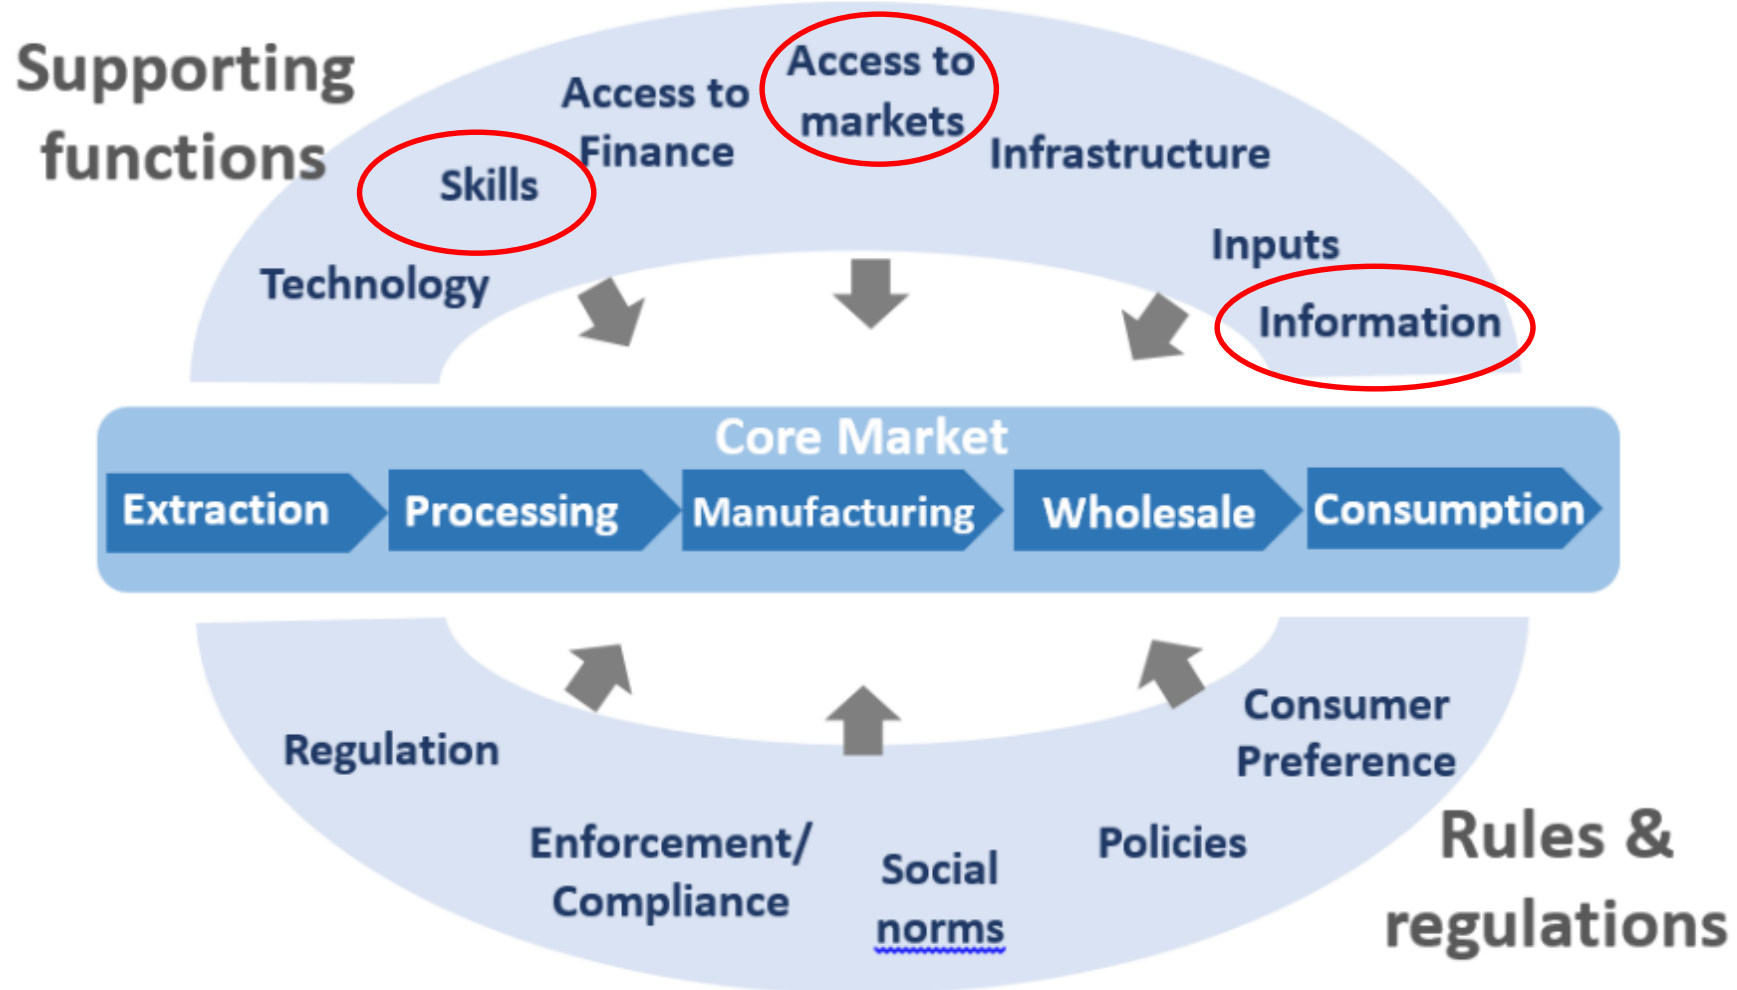 Supporting
functions
Access to
markets
Access to
Finance
Infrastructure
Skills
Inputs
Technology
Information
Core Market
Extraction
Processing
Manufacturing
Wholesale
Consumption
Regulation
Consumer
Preference
Enforcement/
Compliance
Social
norms
Policies
Rules &
regulations